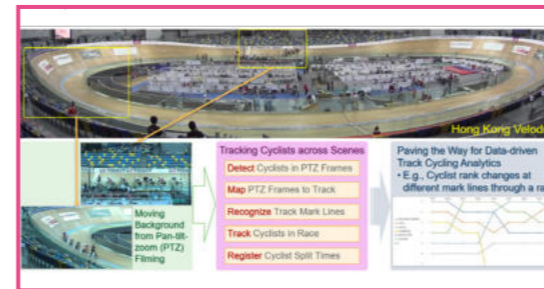 Hong Kong Velod
Moving
Background
from Pan-tilt-
zoom (PTZ)
Filming
Tracking Cyclists across Scenes
Detect Cyclists in PTZ Frames
Map PTZ Frames to Track
Recognize Track Mark Lines
Track Cyclists in Race
Register Cyclist Split Times
Paving the Way for Data-driven
Track Cycling Analytics
• E.g., Cyclist rank changes at
different mark lines through a ra